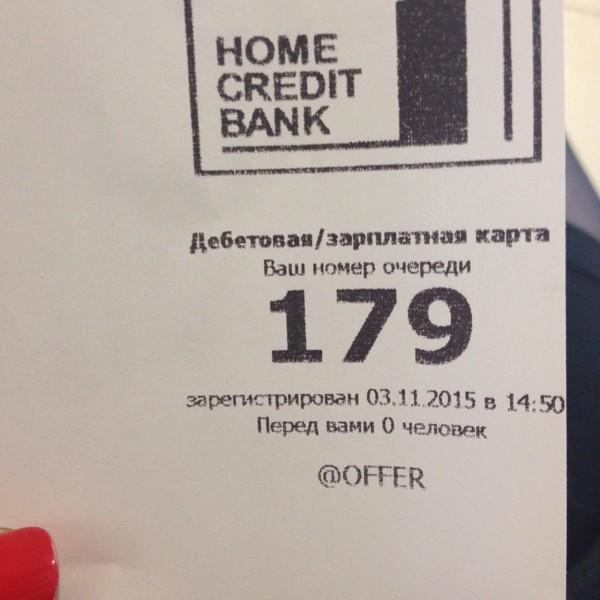 HOME
CREDIT
BANK
Дебетовая/зарплатная карта
Ваш номер очереди
179
зарегистрирован 03.11.2015 в 14:50
Перед вами 0 человек
@OFFER